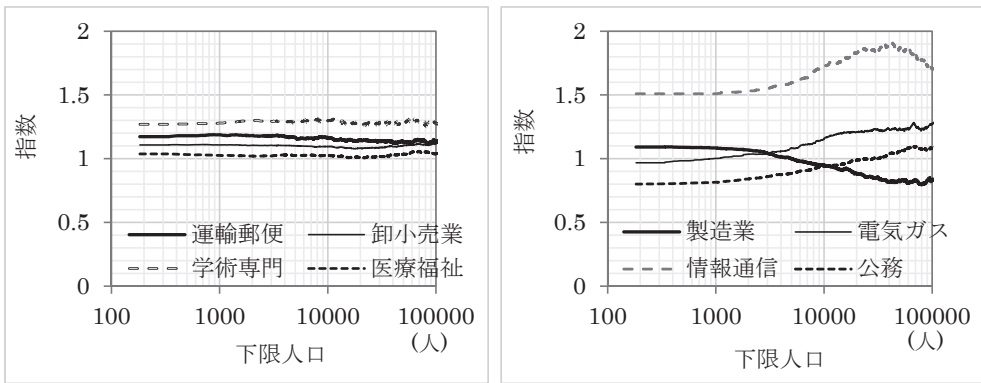 2
1.5
1
0.5
0
指数
運輸郵便
卸小売業
学術専門
医療福祉
100
1000
10000
100000
(人)
下限人口
2
1.5
1
0.5
0
指数
製造業
電気ガス
情報通信
公務
100
1000
10000
100000
(人)
下限人口